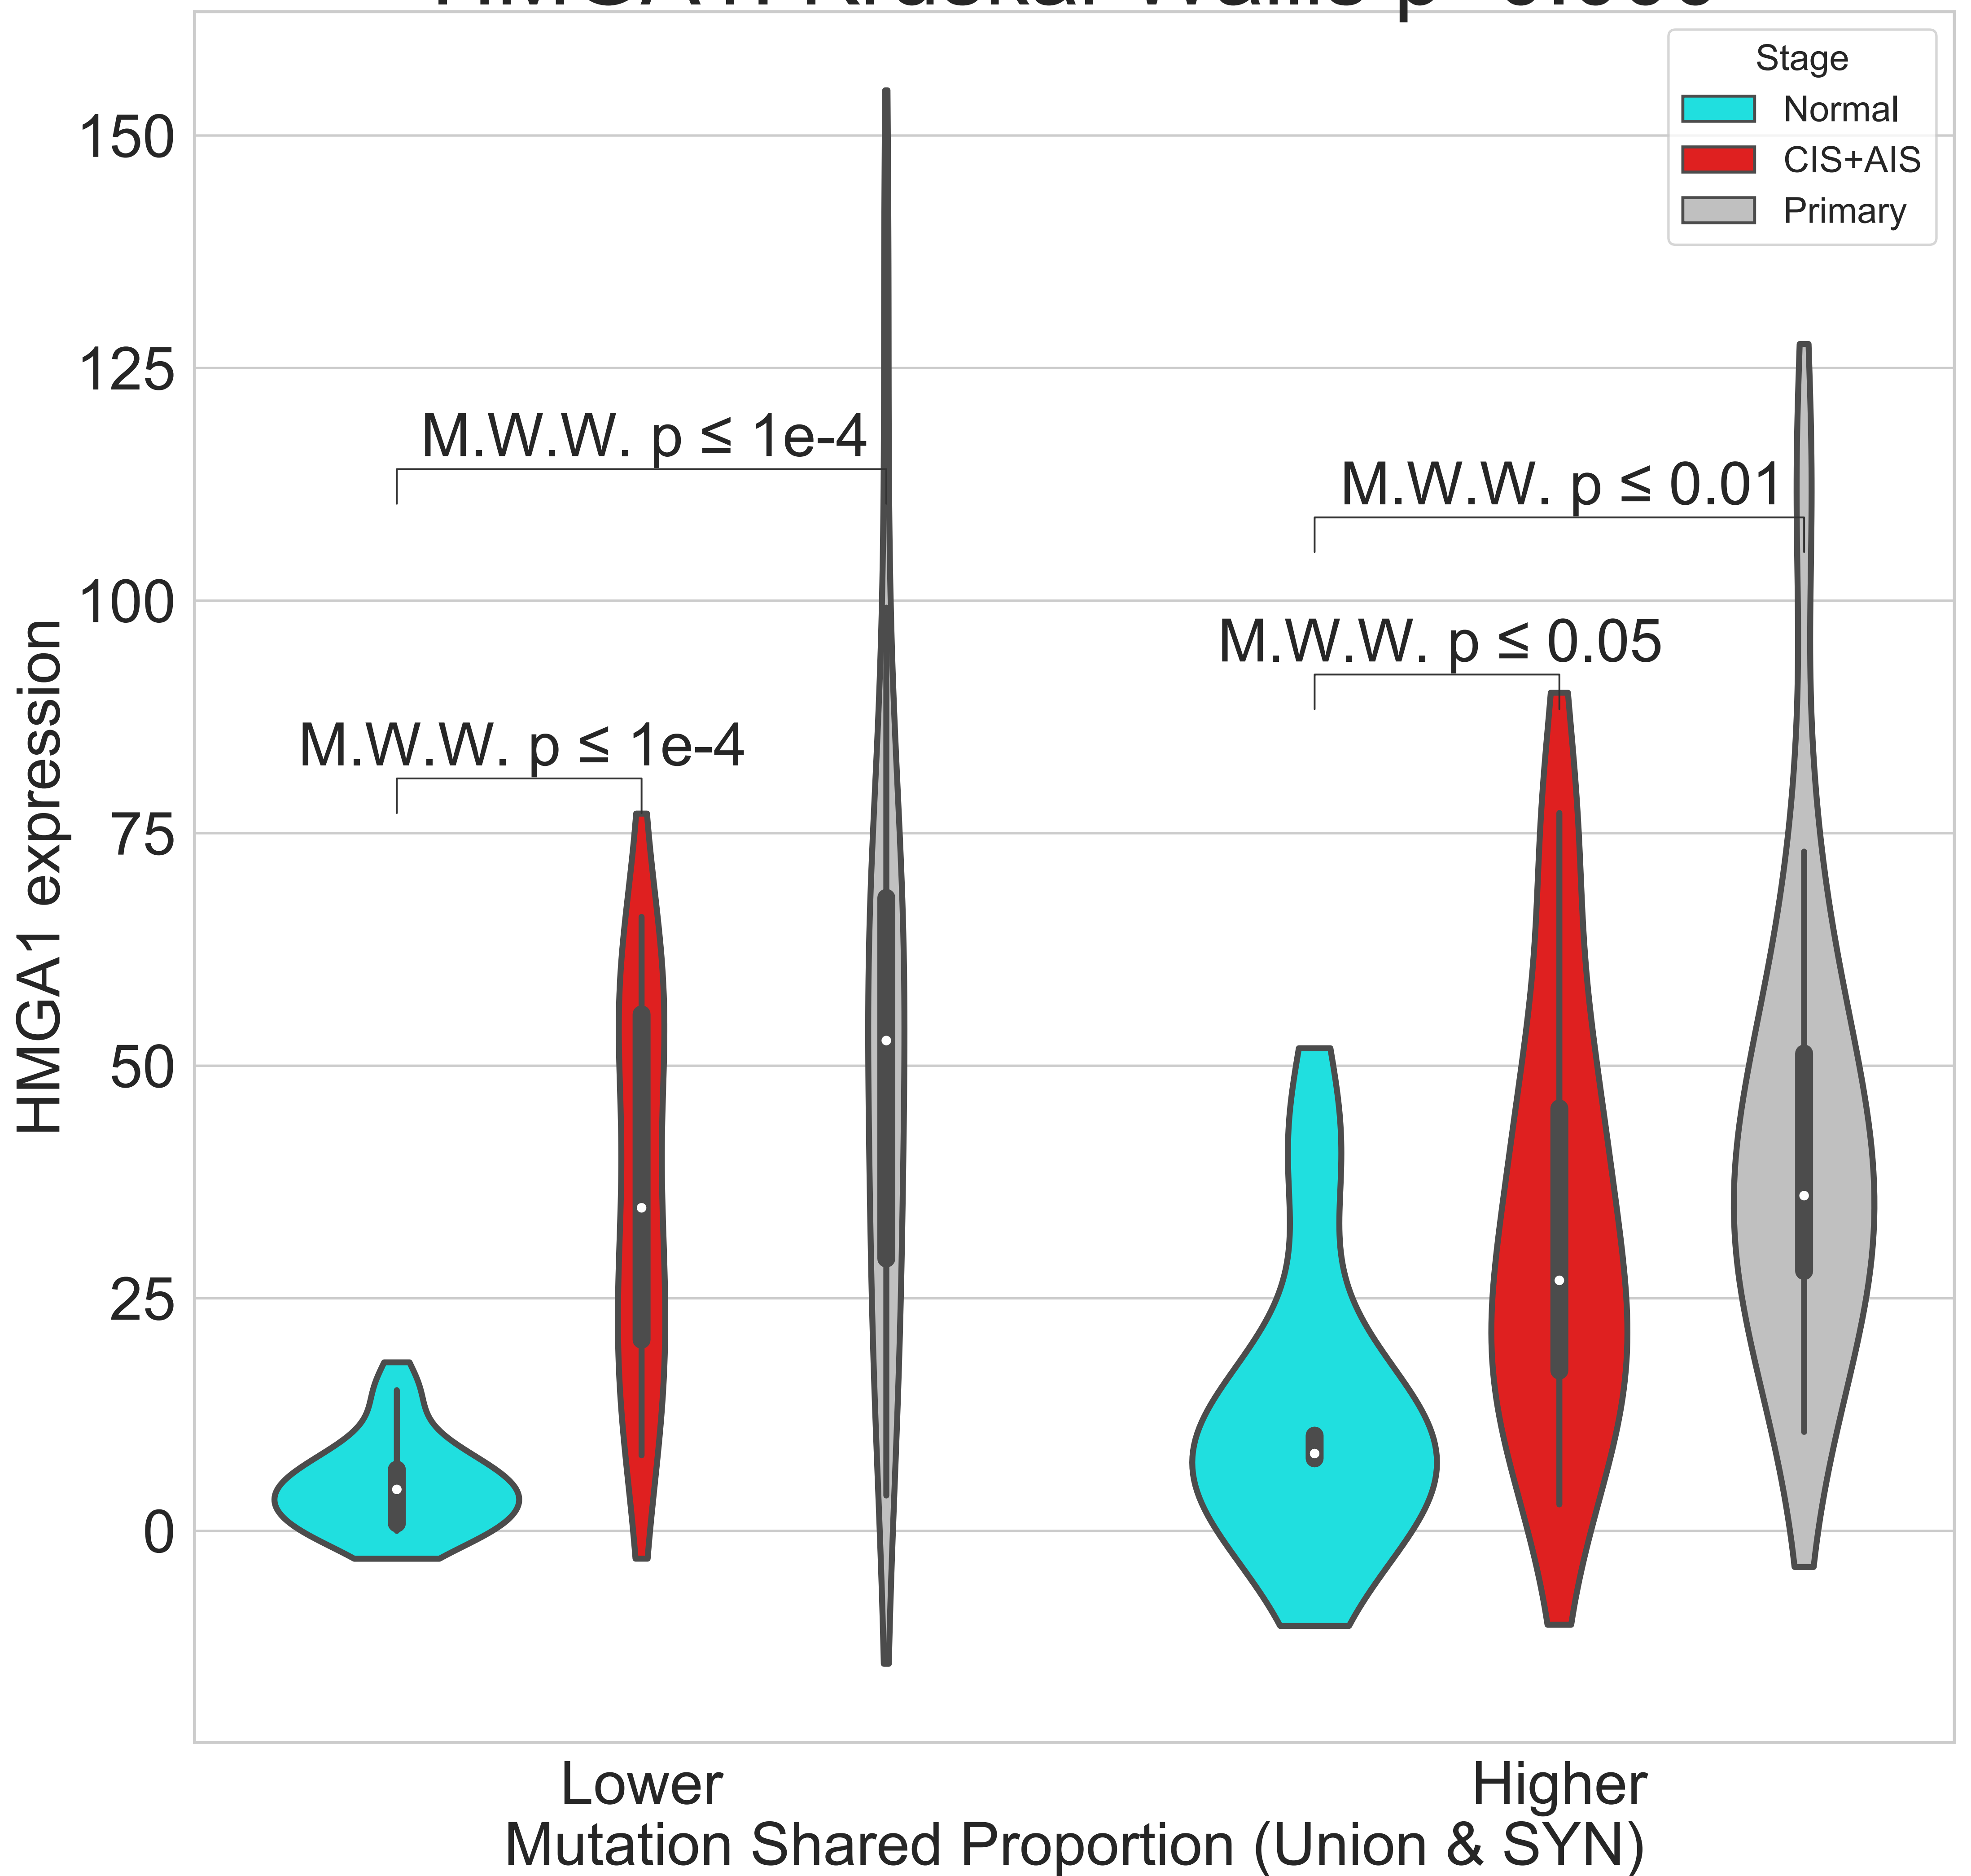 Stage
Normal
CIS+AIS
Primary
150
125
100
75
50
25
0
HMGA1 expression
M.W.W. p ≤ 1e-4
M.W.W. p ≤ 0.01
M.W.W. p ≤ 0.05
M.W.W. p ≤ 1e-4
Lower
Higher
Mutation Shared Proportion (Union & SYN)